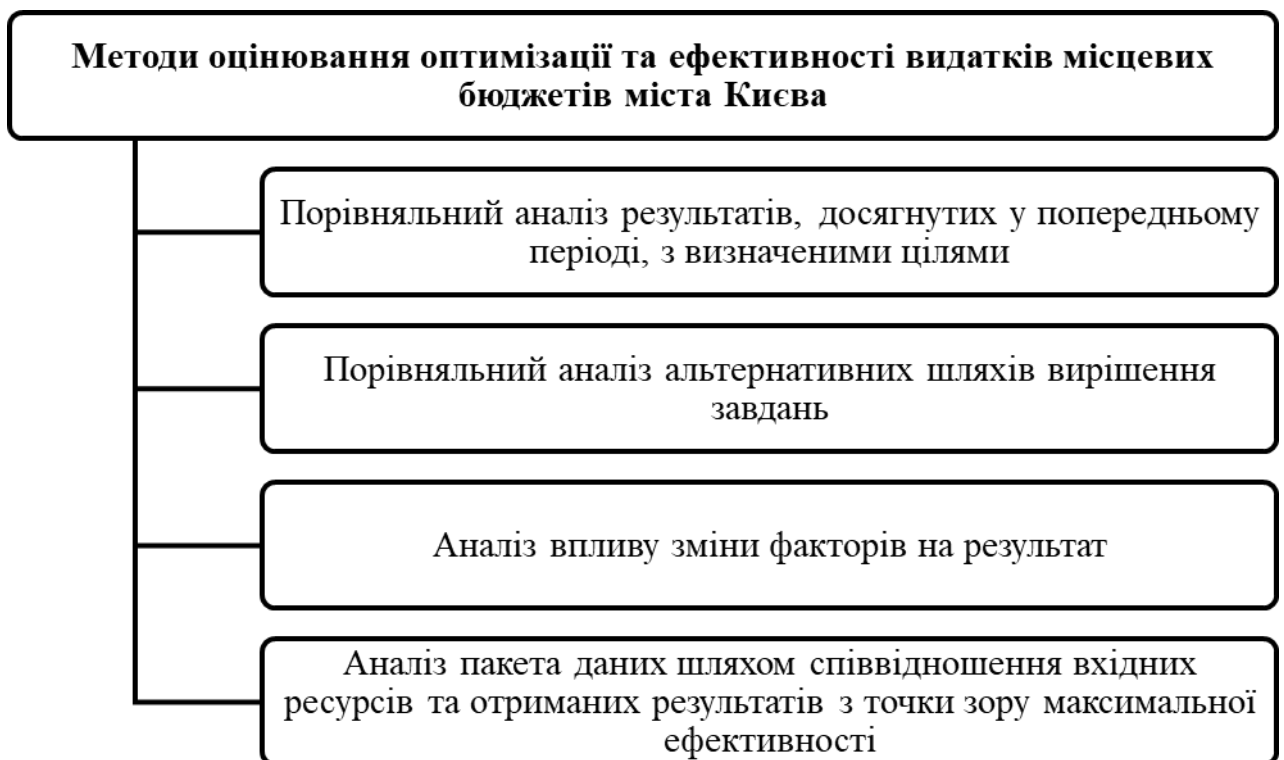 Методи оцінювання оптимізації та ефективності видатків місцевих
бюджетів міста Києва
Порівняльний аналіз результатів, досягнутих у попередньому
періоді, з визначеними цілями
Порівняльний аналіз альтернативних шляхів вирішення
завдань
Аналіз впливу зміни факторів на результат
Аналіз пакета даних шляхом співвідношення вхідних
ресурсів та отриманих результатів з точки зору максимальної
ефективності